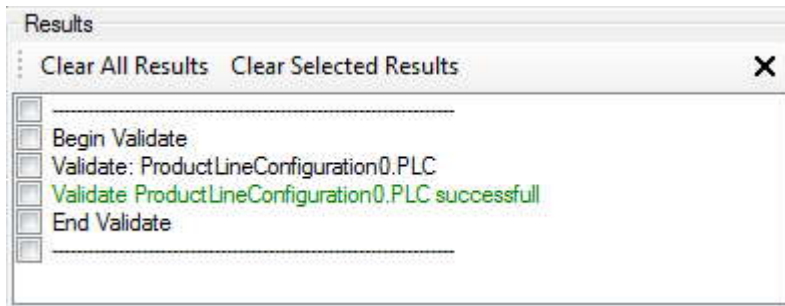 Results
Clear All Results Clear Selected Results
------------------------------------------------------------
Begin Validate
Validate: ProductLineConfiguration0.PLC
Validate ProductLineConfiguration0.PLC successfull
End Validate
------------------------------------------------------------